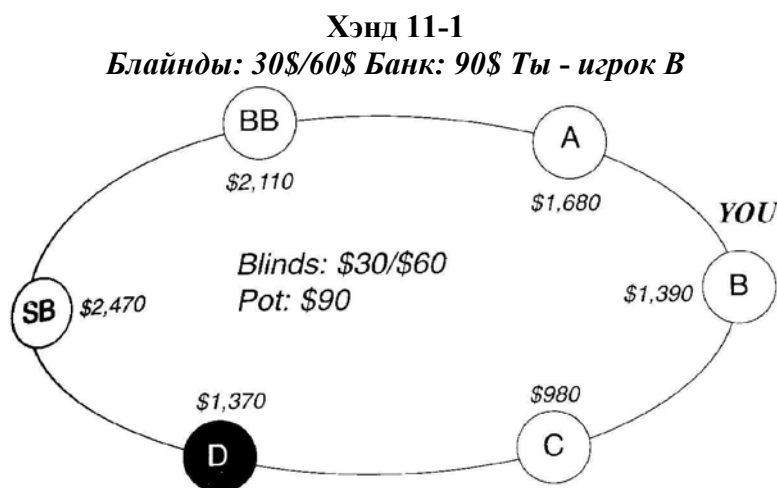 Хэнд 11-1
Блайнды: 30$/60$ Банк: 90$ Ты - игрок В
BB
A
$2,110
$1,680
YOU
Blinds: $30/$60
Pot: $90
SB
$2,470
$1,390
B
$1,370
$980
D
C